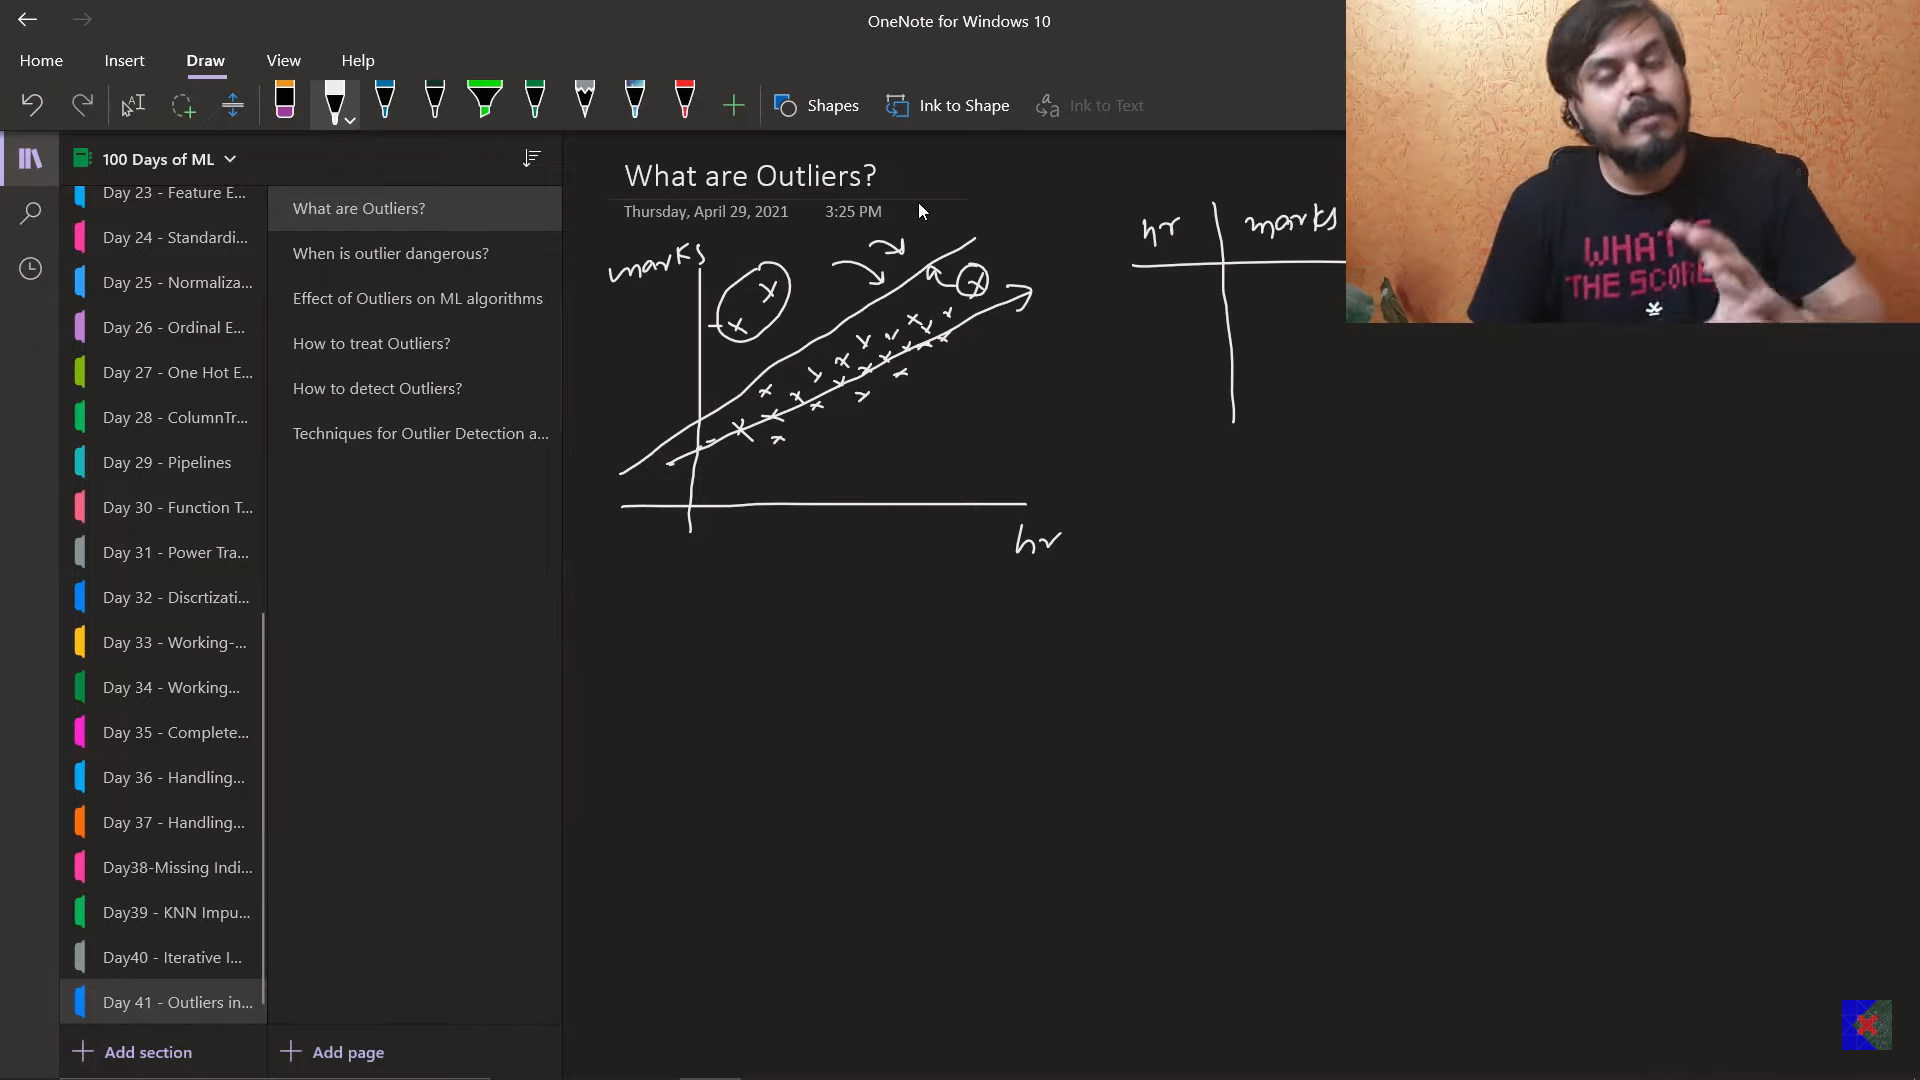 OneNote for Windows 10
Home Insert Draw View Help
Shapes Ink to Shape Ink to Text
100 Days of ML
Day 23 - Feature E...
Day 24 - Standardi...
Day 25 - Normaliza...
Day 26 - Ordinal E...
Day 27 - One Hot E...
Day 28 - ColumnTr...
Day 29 - Pipelines
Day 30 - Function T...
Day 31 - Power Tra...
Day 32 - Discrtizati...
Day 33 - Working-...
Day 34 - Working...
Day 35 - Complete...
Day 36 - Handling...
Day 37 - Handling...
Day38-Missing Indi...
Day39 - KNN Impu...
Day40 - Iterative I...
Day 41 - Outliers in...
Add section
What are Outliers?
When is outlier dangerous?
Effect of Outliers on ML algorithms
How to treat Outliers?
How to detect Outliers?
Techniques for Outlier Detection a...
Add page
What are Outliers?
Thursday, April 29, 2021 3:25 PM
marks
hr
hr marks
WHAT'S
THE SCORE